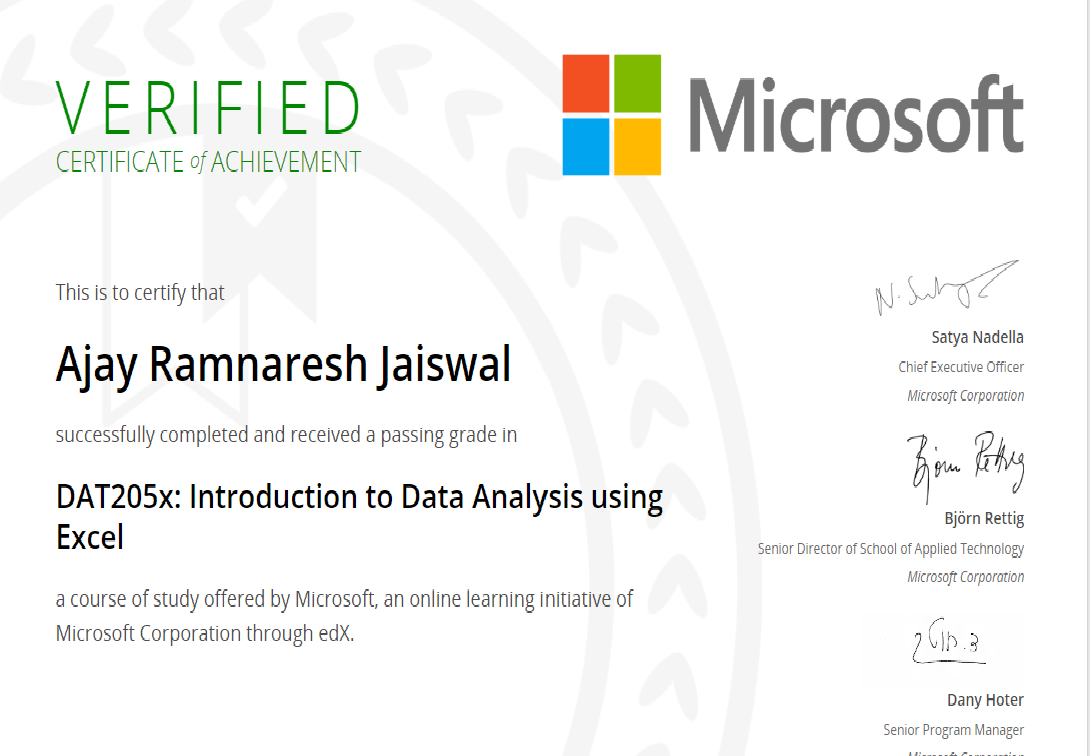 VERIFIED
CERTIFICATE of ACHIEVEMENT
Microsoft
This is to certify that
Ajay Ramnaresh Jaiswal
successfully completed and received a passing grade in
DAT205x: Introduction to Data Analysis using
Excel
a course of study offered by Microsoft, an online learning initiative of
Microsoft Corporation through edX.
Satya Nadella
Chief Executive Officer
Microsoft Corporation
Björn Rettig
Björn Rettig
Senior Director of School of Applied Technology
Microsoft Corporation
Dany Hoter
Senior Program Manager